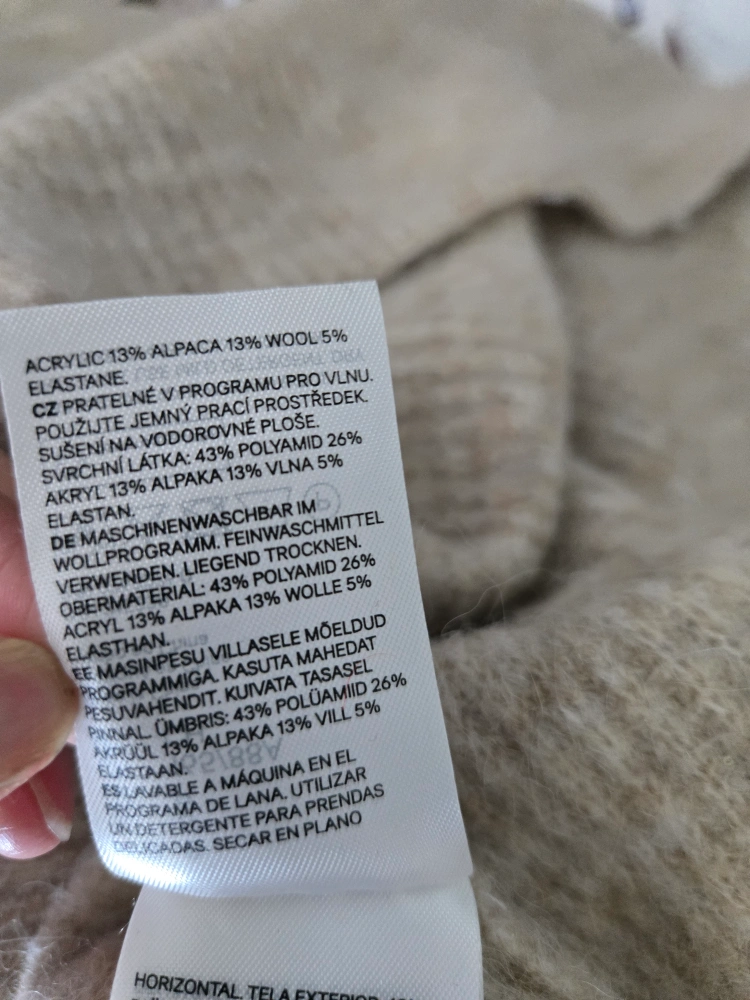 ACRYLIC 13% ALPACA 13% WOOL 5%
ELASTANE.
CZ PRATELNÉ V PROGRAMU PRO VLNU.
POUŽIJTE JEMNÝ PRACÍ PROSTŘEDEK.
SUŠENÍ NA VODOROVNÉ PLOŠE.
SVRCHNÍ LÁTKA: 43% POLYAMID 26%
AKRYL 13% ALPAKA 13% VLNA 5%
ELASTAN.
DE MASCHINENWASCHBAR IM
WOLLPROGRAMM. FEINWASCHMITTEL
VERWENDEN. LIEGEND TROCKNEN.
OBERMATERIAL: 43% POLYAMID 26%
ACRYL 13% ALPAKA 13% WOLLE 5%
ELASTHAN.
EE MASINPESU VILLASELE MÕELDUD
PROGRAMMIGA. KASUTA MAHEDAT
PESUVAHENDIT. KUIVATA TASASEL
PINNAL. ÜMBRIS: 43% POLÜAMIID 26%
AKRÜÜL 13% ALPAKA 13% VILL 5%
ELASTAAN.
ES LAVABLE A MÁQUINA EN EL
PROGRAMA DE LANA. UTILIZAR
UN DETERGENTE PARA PRENDAS
DELICADAS. SECAR EN PLANO
HORIZONTAL. TELA EXTERIOR: